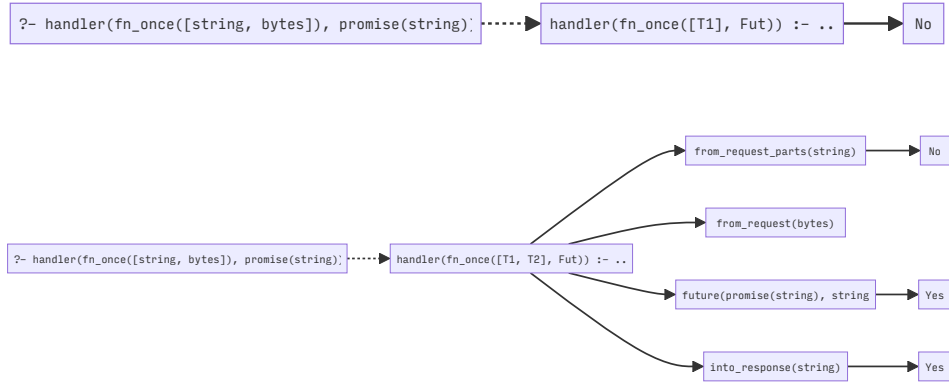 ?- handler(fn_once([string, bytes]), promise(string))
handler(fn_once([T1], Fut)) :- ..
No
from_request_parts(string)
No
from_request(bytes)
?- handler(fn_once([string, bytes]), promise(string))
handler(fn_once([T1, T2], Fut)) :- ..
future(promise(string), string
Yes
into_response(string)
Yes